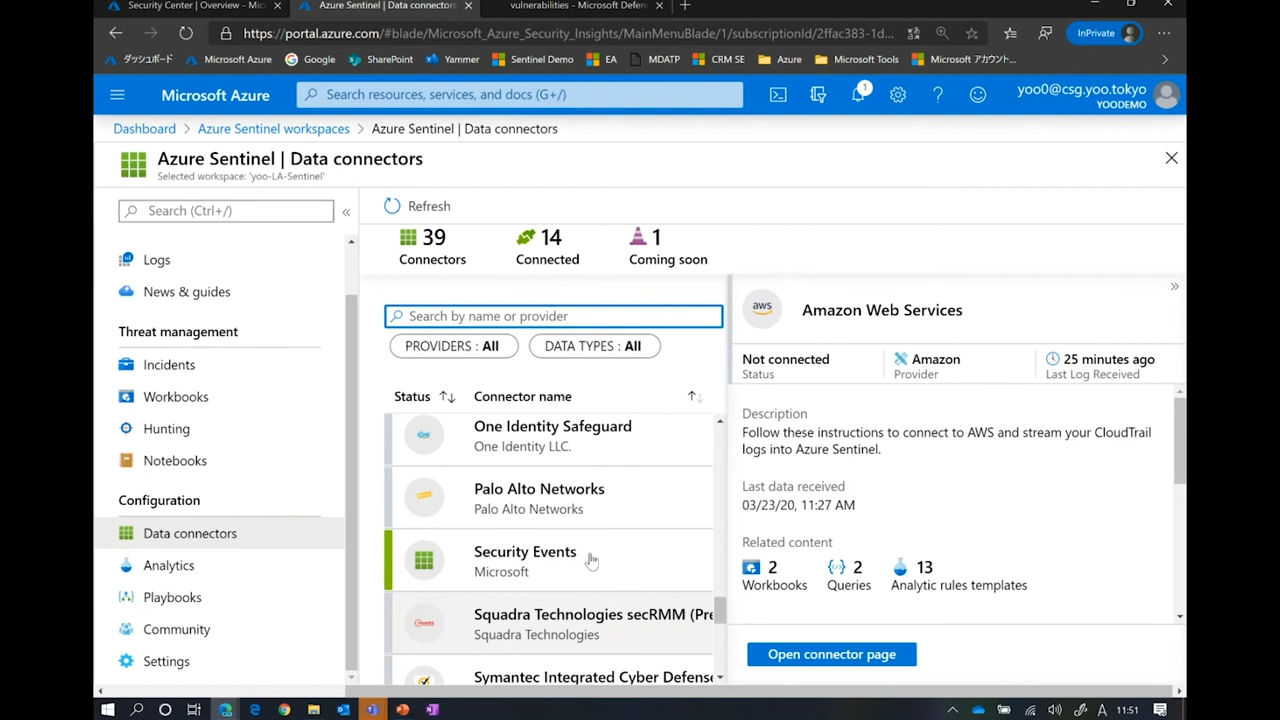 Security Center | Overview - Mic
Azure Sentinel | Data connectors
vulnerabilities - Microsoft Defen
https://portal.azure.com/#blade/Microsoft_Azure_Security_Insights/MainMenuBlade/1/subscriptionId/2ffac383-1d...
InPrivate
ダッシュボード
Microsoft Azure
Google
SharePoint
Yammer
Sentinel Demo
EA
MDATP
CRM SE
Azure
Microsoft Tools
Microsoft アカウント...
Microsoft Azure
Search resources, services, and docs (G+/)
1
yoo0@csg.yoo.tokyo
YOODEMO
Dashboard > Azure Sentinel workspaces > Azure Sentinel | Data connectors
Azure Sentinel | Data connectors
Selected workspace: 'yoo-LA-Sentinel'
Search (Ctrl+/)
«
Logs
News & guides
Threat management
Incidents
Workbooks
Hunting
Notebooks
Configuration
Data connectors
Analytics
Playbooks
Community
Settings
Refresh
39
Connectors
14
Connected
1
Coming soon
Search by name or provider
PROVIDERS : All
DATA TYPES : All
Status
Connector name
One Identity Safeguard
One Identity LLC.
Palo Alto Networks
Palo Alto Networks
Security Events
Microsoft
Squadra Technologies secRMM (Pre
Squadra Technologies
Symantec Integrated Cyber Defense
»
aws
Amazon Web Services
Not connected
Status
Amazon
Provider
25 minutes ago
Last Log Received
Description
Follow these instructions to connect to AWS and stream your CloudTrail
logs into Azure Sentinel.
Last data received
03/23/20, 11:27 AM
Related content
2
Workbooks
2
Queries
13
Analytic rules templates
Open connector page
A
11:51